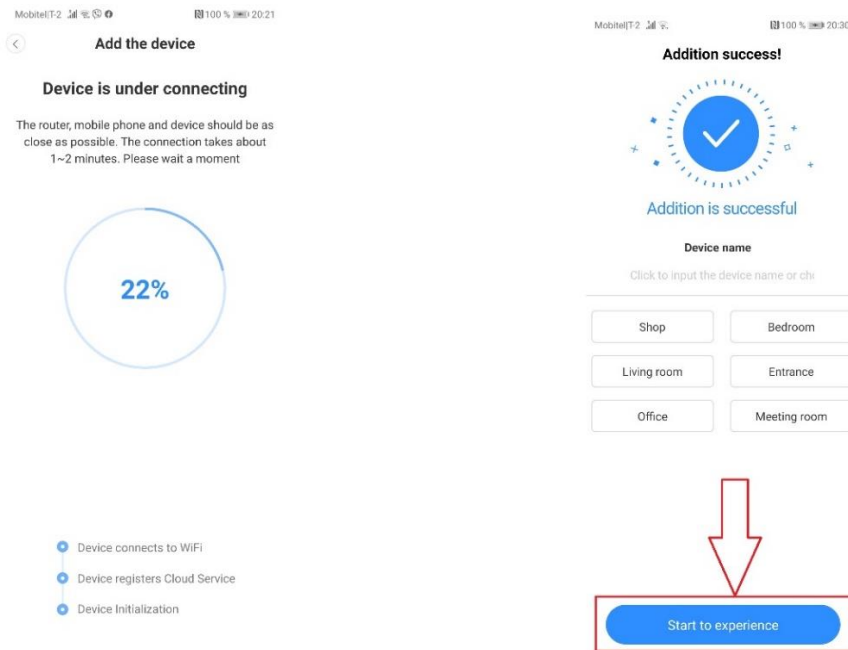 Mobitel|T-2 100 % 20:21
Add the device
Device is under connecting
The router, mobile phone and device should be as
close as possible. The connection takes about
1~2 minutes. Please wait a moment
22%
Device connects to WiFi
Device registers Cloud Service
Device Initialization
Mobitel|T-2 100 % 20:30
Addition success!
Addition is successful
Device name
Click to input the device name or ch
Shop
Bedroom
Living room
Entrance
Office
Meeting room
Start to experience